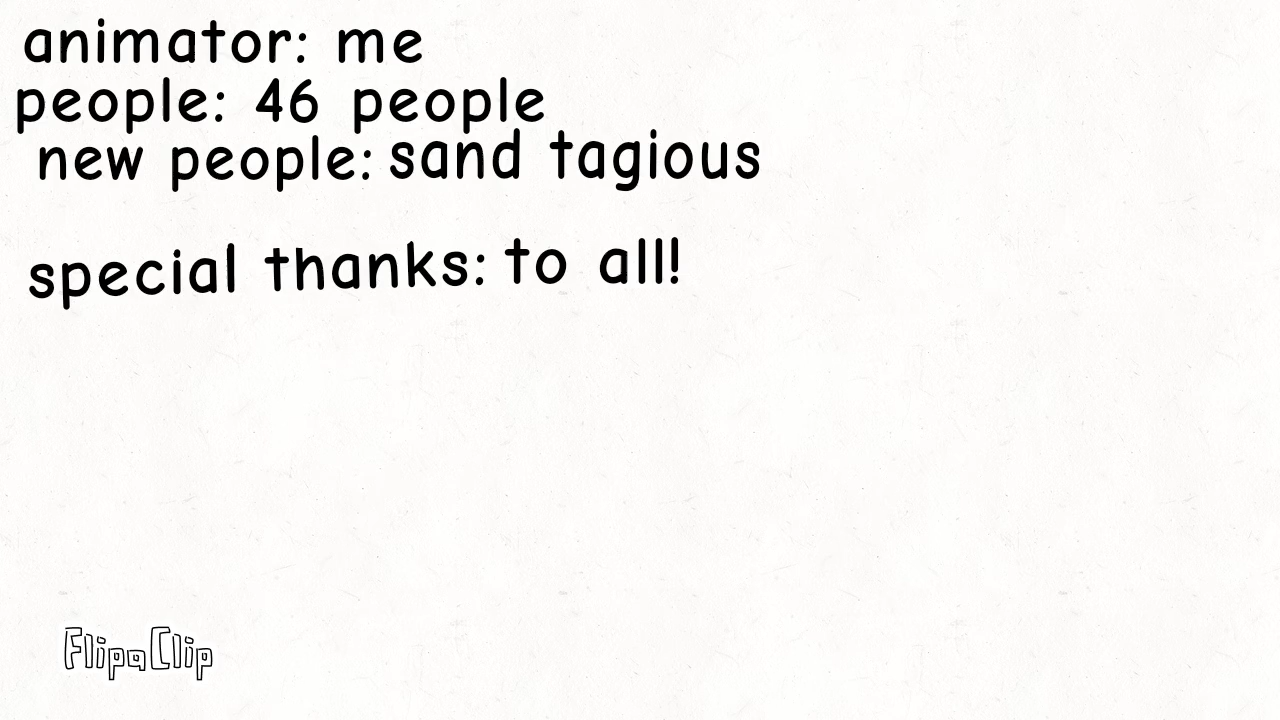 animator: me
people: 46 people
new people: sand tagious
special thanks: to all!
FlipaClip